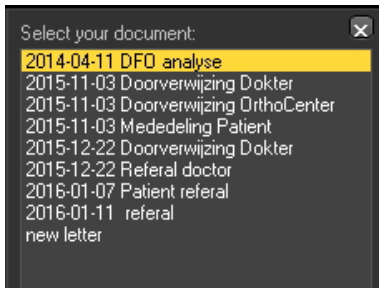 Select your document:
2014-04-11 DFO analyse
2015-11-03 Doorverwijzing Dokter
2015-11-03 Doorverwijzing OrthoCenter
2015-11-03 Mededeling Patient
2015-12-22 Doorverwijzing Dokter
2015-12-22 Referal doctor
2016-01-07 Patient referal
2016-01-11  referal
new letter